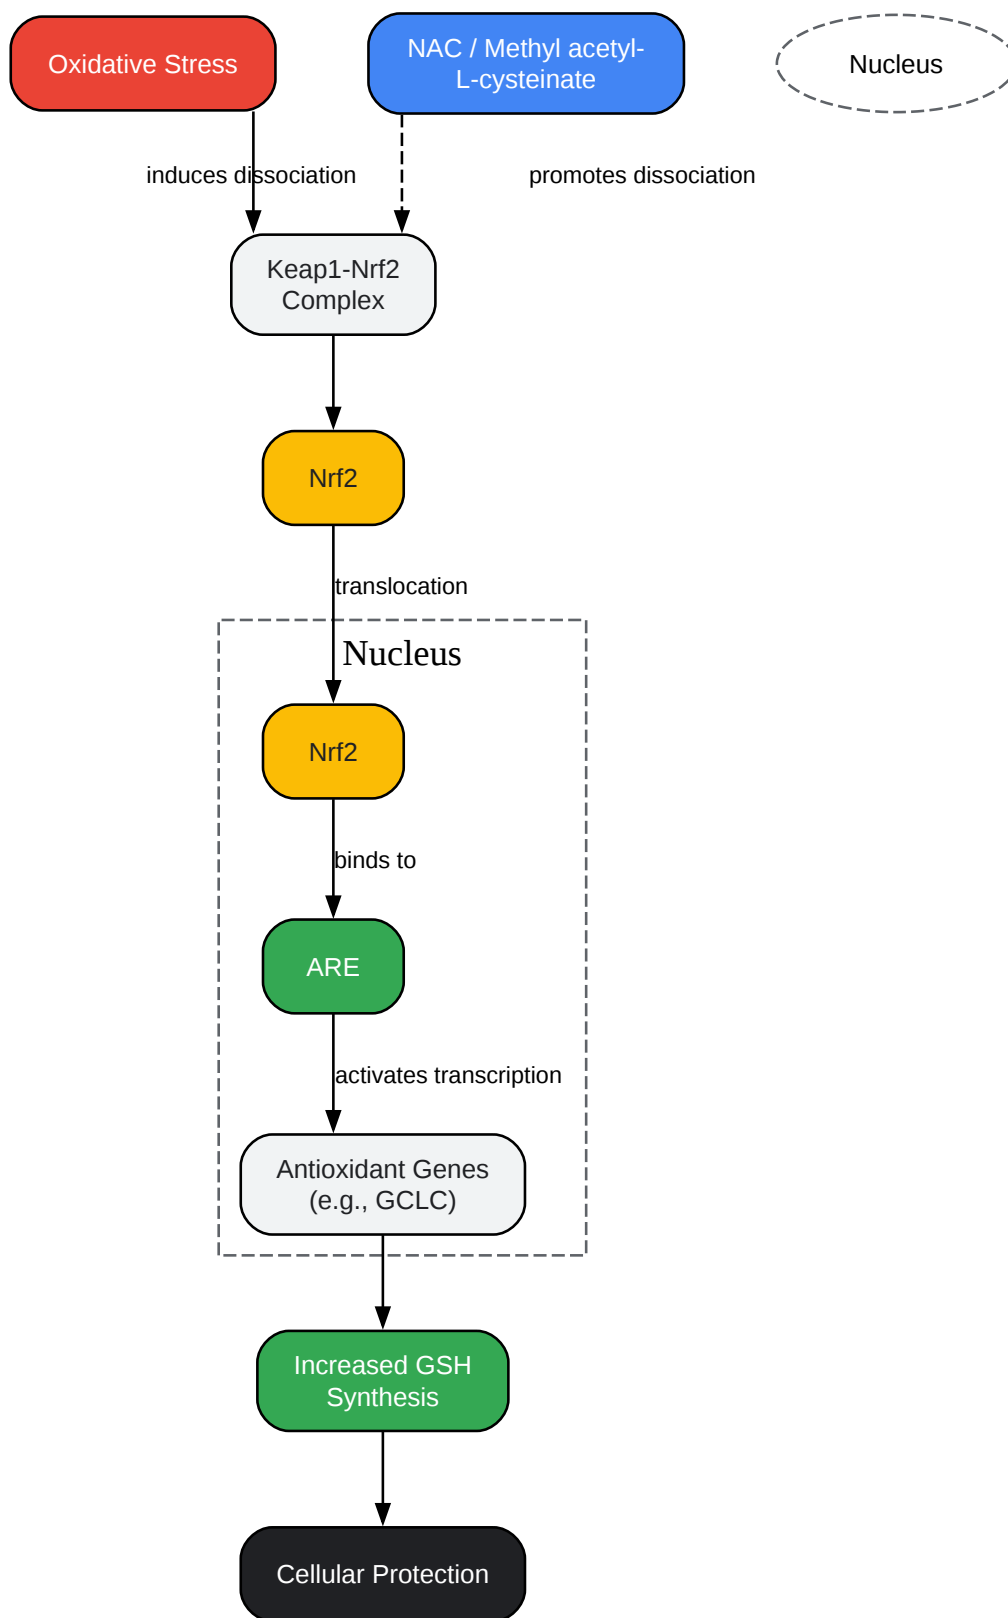 Oxidative Stress
NAC / Methyl acetyl-
L-cysteinate
Nucleus
induces dissociation
promotes dissociation
Keap1-Nrf2
Complex
Nrf2
translocation
Nucleus
Nrf2
binds to
ARE
activates transcription
Antioxidant Genes
(e.g., GCLC)
Increased GSH
Synthesis
Cellular Protection